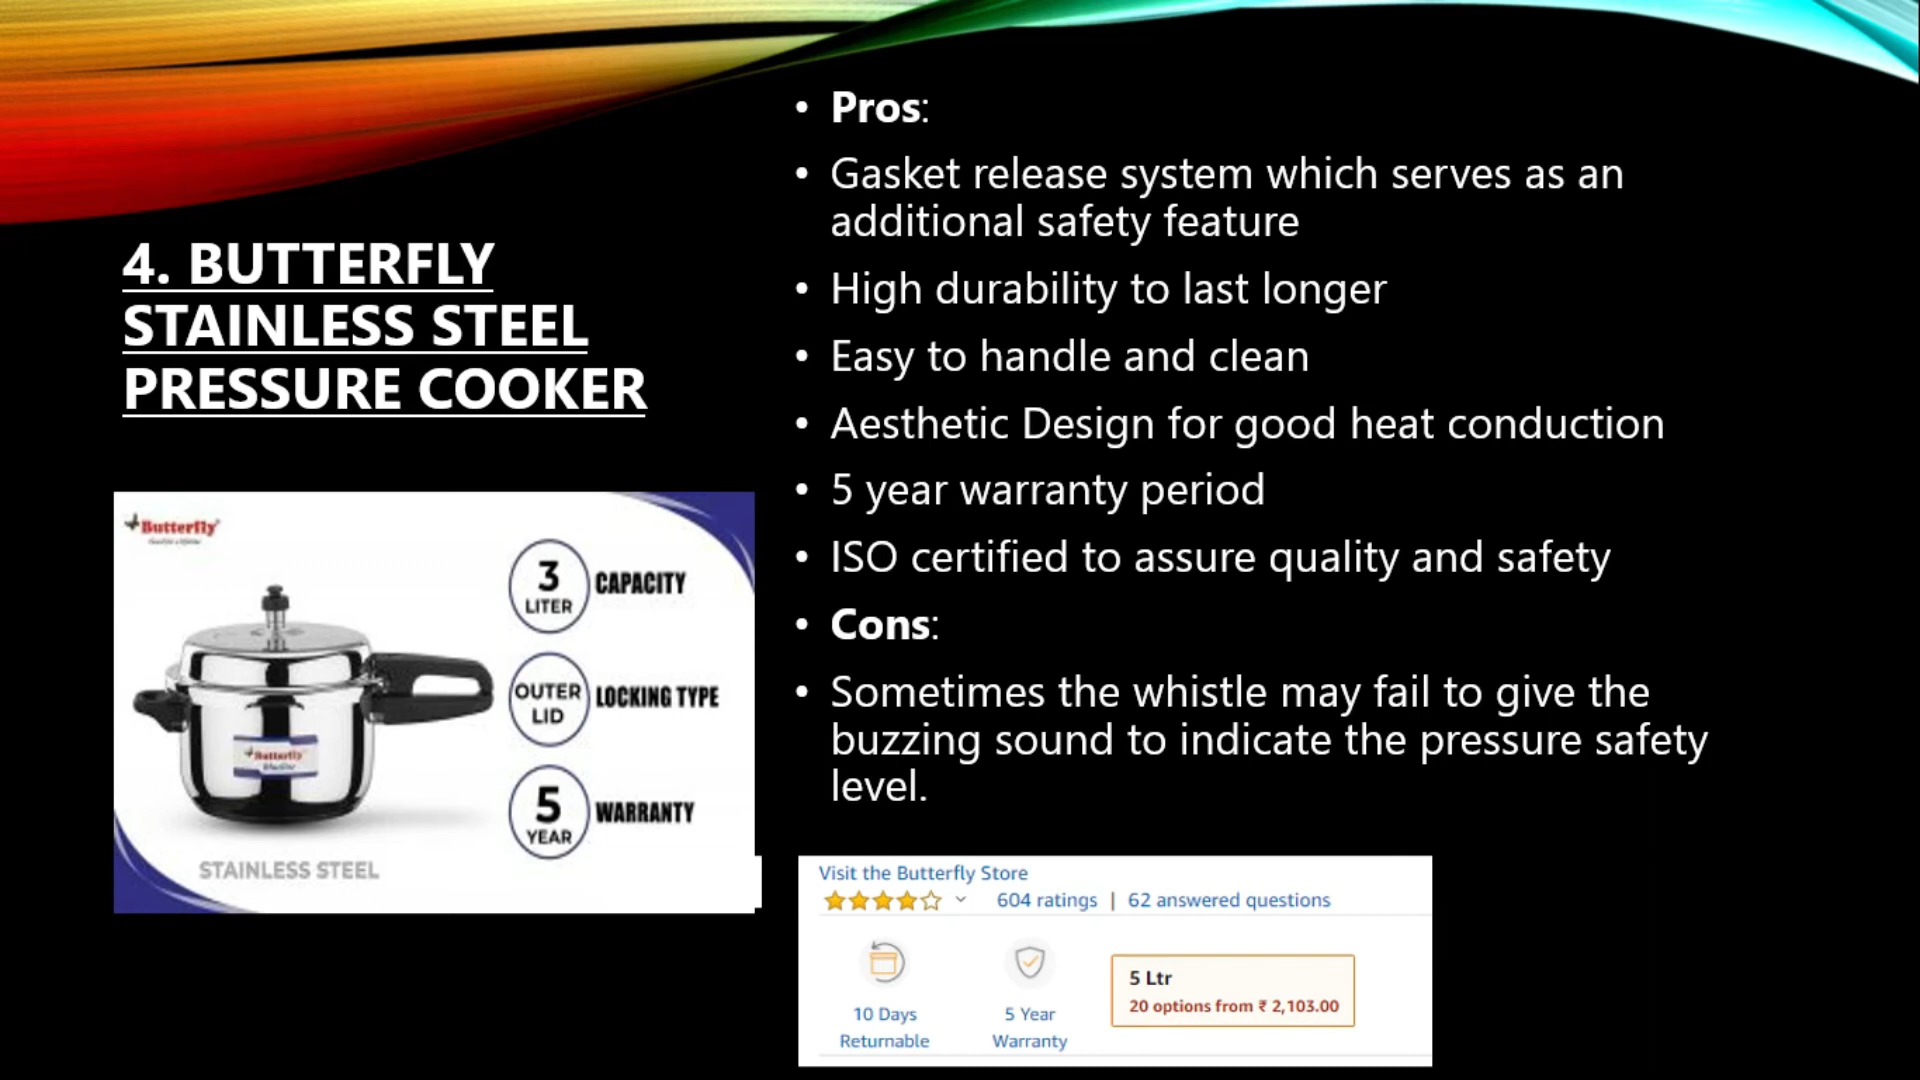 4. BUTTERFLY
STAINLESS STEEL
PRESSURE COOKER
Butterfly
3
LITER
CAPACITY
OUTER
LID
LOCKING TYPE
5
YEAR
WARRANTY
Butterfly
STAINLESS STEEL
• Pros:
• Gasket release system which serves as an
additional safety feature
• High durability to last longer
• Easy to handle and clean
• Aesthetic Design for good heat conduction
• 5 year warranty period
• ISO certified to assure quality and safety
• Cons:
• Sometimes the whistle may fail to give the
buzzing sound to indicate the pressure safety
level.
Visit the Butterfly Store
604 ratings | 62 answered questions
10 Days
Returnable
5 Year
Warranty
5 Ltr
20 options from ₹ 2,103.00